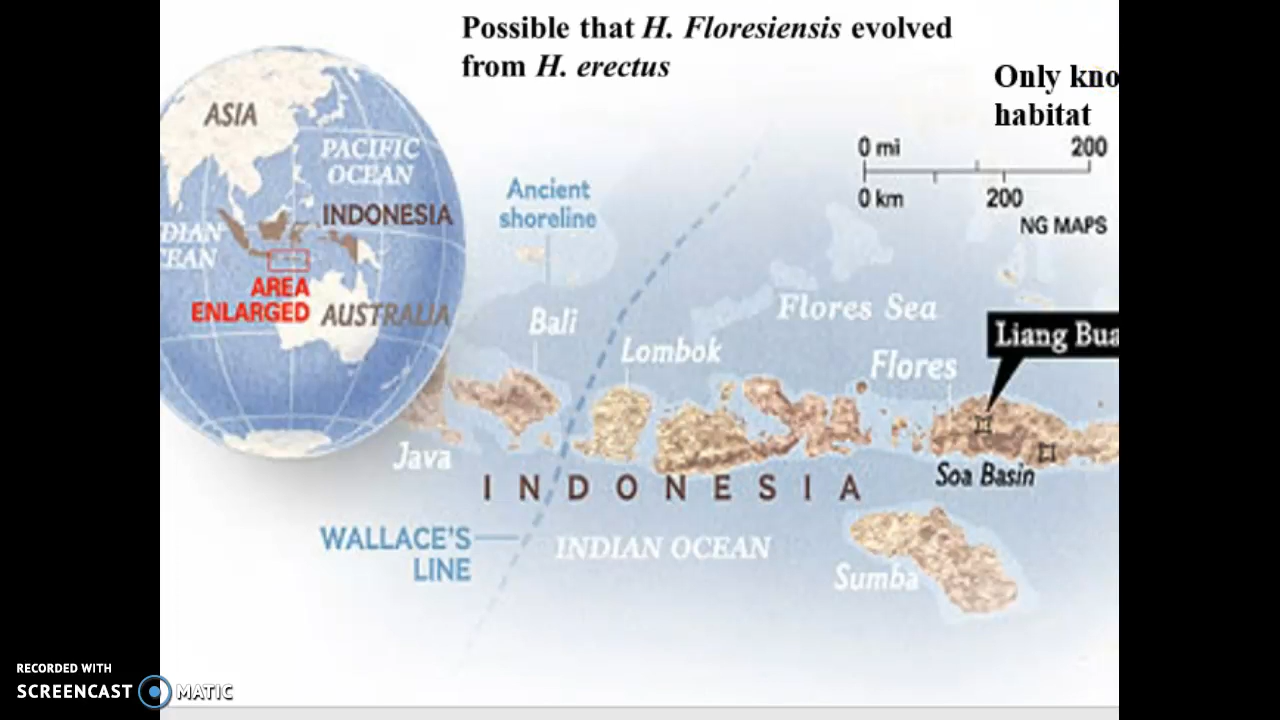 Possible that H. Floresiensis evolved
from H. erectus
Only kno
habitat
ASIA
PACIFIC
OCEAN
INDONESIA
DIAN
EAN
AREA
ENLARGED
AUSTRALIA
Ancient
shoreline
0 mi 200
0 km 200
NG MAPS
Bali
Lombok
Flores Sea
Flores
Liang Bua
Java
Soa Basin
INDONESIA
WALLACE'S
LINE
INDIAN OCEAN
Sumba
RECORDED WITH
SCREENCAST MATIC